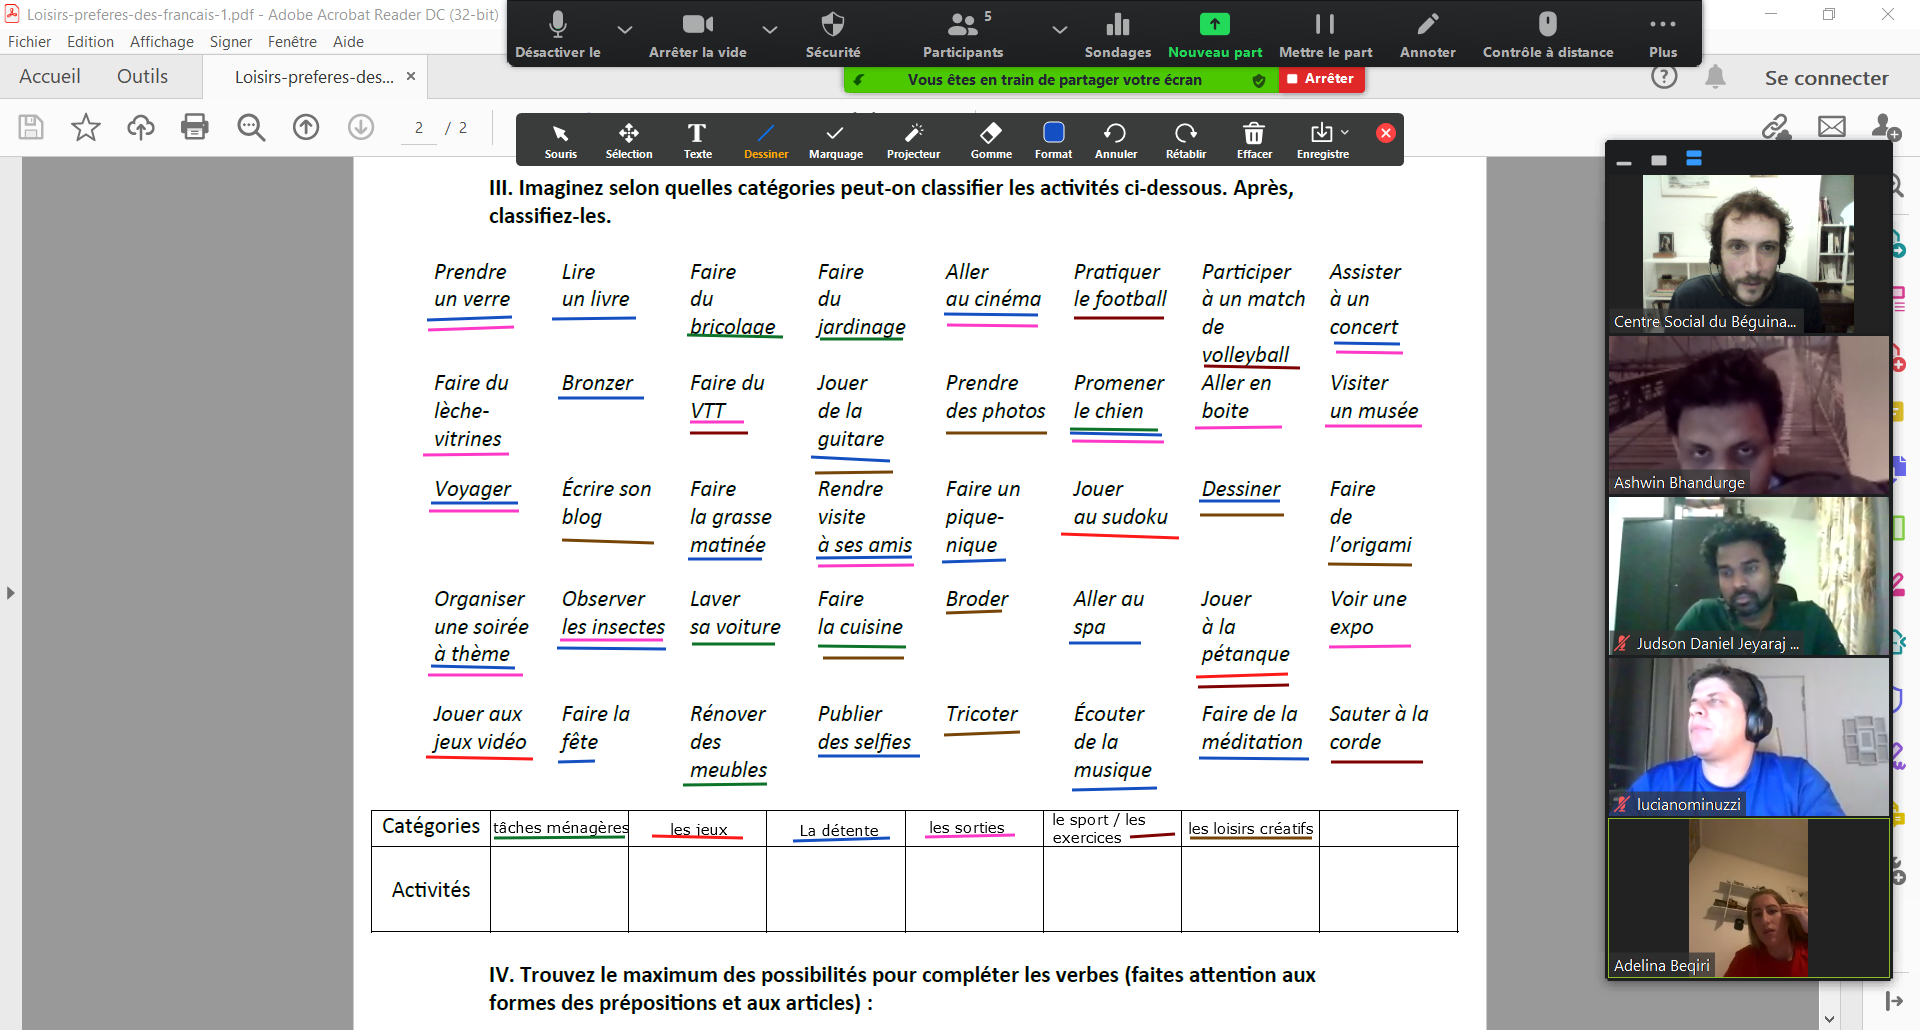 Loisirs-preferes-des-francais-1.pdf - Adobe Acrobat Reader DC (32-bit)
Fichier Edition Affichage Signer Fenêtre Aide
Désactiver le Arrêter la vidé Sécurité Participants 5 Sondages Nouveau part Mettre le part Annoter Contrôle à distance Plus
Vous êtes en train de partager votre écran Arrêter
Accueil Outils Loisirs-preferes-des... × Se connecter
2 / 2
Souris Sélection Texte Dessiner Marquage Projecteur Gomme Format Annuler Rétablir Effacer Enregistre
III. Imaginez selon quelles catégories peut-on classifier les activités ci-dessous. Après,
classifiez-les.
Prendre Lire Faire Faire Aller Pratiquer Participer Assister
un verre un livre du du au cinéma le football à un match à un
bricolage jardinage de concert
volleyball
Faire du Bronzer Faire du Jouer Prendre Promener Aller en Visiter
lèche- VTT de la des photos le chien boite un musée
vitrines guitare
Voyager Écrire son Faire Rendre Faire un Jouer Dessiner Faire
blog la grasse visite pique- au sudoku de
matinée à ses amis nique l'origami
Organiser Observer Laver Faire Broder Aller au Jouer Voir une
une soirée les insectes sa voiture la cuisine spa à la expo
à thème pétanque
Jouer aux Faire la Rénover Publier Tricoter Écouter Faire de la Sauter à la
jeux vidéo fête des des selfies de la méditation corde
meubles musique
Catégories tâches ménagères les jeux La détente les sorties le sport / les exercices les loisirs créatifs
Activités
IV. Trouvez le maximum des possibilités pour compléter les verbes (faites attention aux
formes des prépositions et aux articles) :
Centre Social du Béguina...
Ashwin Bhandurge
Judson Daniel Jeyaraj ...
lucianominuzzi
Adelina Beqiri